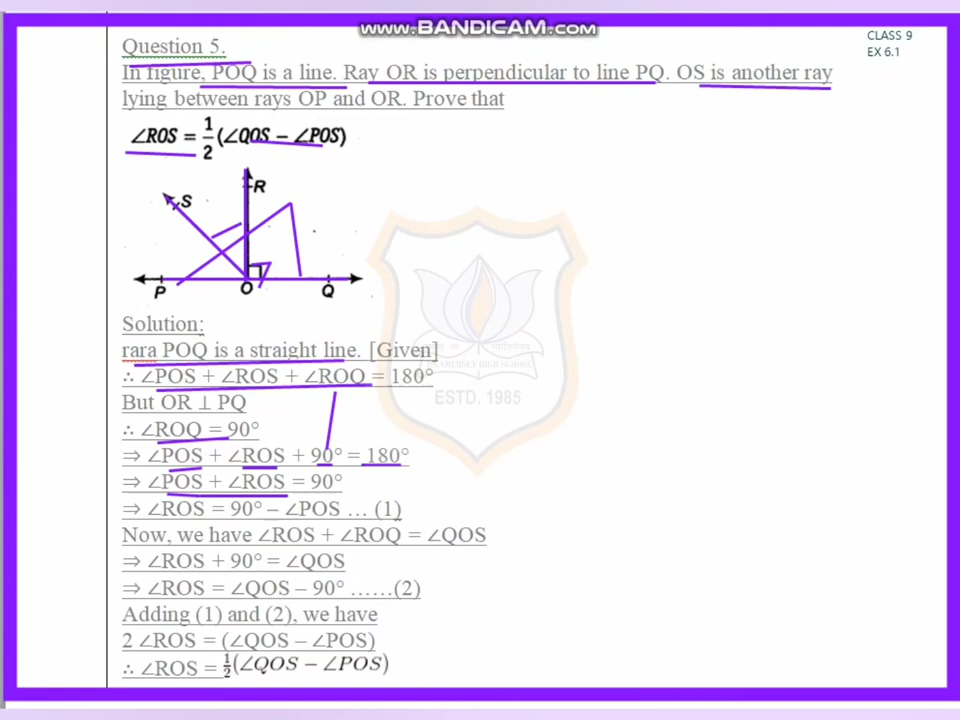 www.BANDICAM.com
CLASS 9
EX 6.1
Question 5.
In figure, POQ is a line. Ray OR is perpendicular to line PQ. OS is another ray
lying between rays OP and OR. Prove that
∠ROS = 1/2 (∠QOS – ∠POS)
R
S
P
O
Q
Solution:
rara POQ is a straight line. [Given]
∴ ∠POS + ∠ROS + ∠ROQ = 180°
But OR ⊥ PQ
∴ ∠ROQ = 90°
⇒ ∠POS + ∠ROS + 90° = 180°
⇒ ∠POS + ∠ROS = 90°
⇒ ∠ROS = 90° – ∠POS … (1)
Now, we have ∠ROS + ∠ROQ = ∠QOS
⇒ ∠ROS + 90° = ∠QOS
⇒ ∠ROS = ∠QOS – 90° ……(2)
Adding (1) and (2), we have
2 ∠ROS = (∠QOS – ∠POS)
∴ ∠ROS = 1/2 (∠QOS – ∠POS)
HIGH SCHOOL
ESTD. 1985